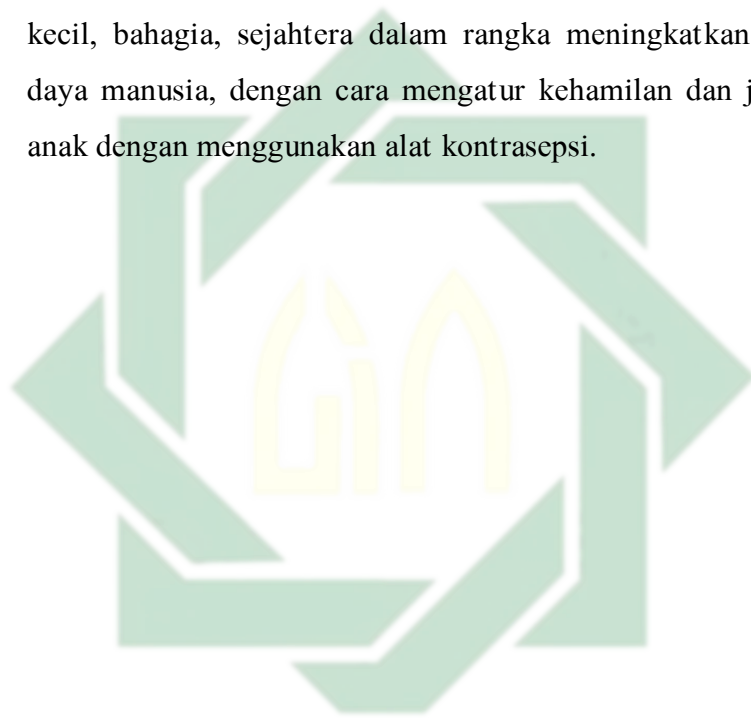 kecil, bahagia, sejahtera dalam rangka meningkatkan
daya manusia, dengan cara mengatur kehamilan dan
anak dengan menggunakan alat kontrasepsi.